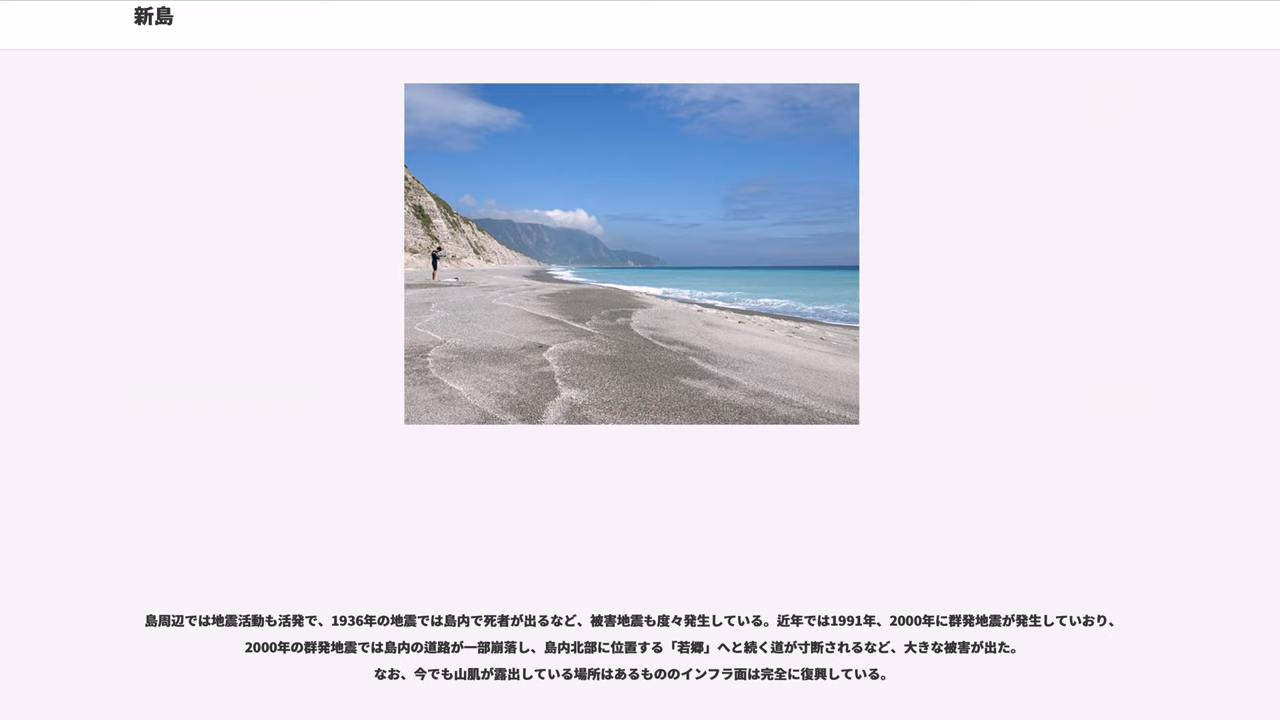 新島
島周辺では地震活動も活発で、1936年の地震では島内で死者が出るなど、被害地震も度々発生している。近年では1991年、2000年に群発地震が発生していおり、
2000年の群発地震では島内の道路が一部崩落し、島内北部に位置する「若郷」へと続く道が寸断されるなど、大きな被害が出た。
なお、今でも山肌が露出している場所はあるもののインフラ面は完全に復興している。